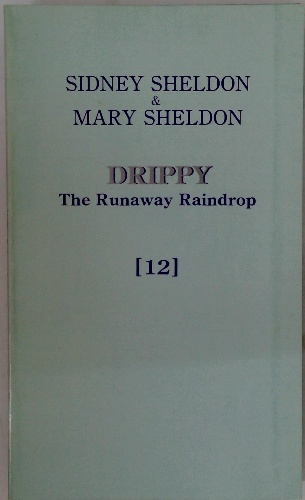 SIDNEY SHELDON
&
MARY SHELDON
DRIPPY
The Runaway Raindrop
[12]